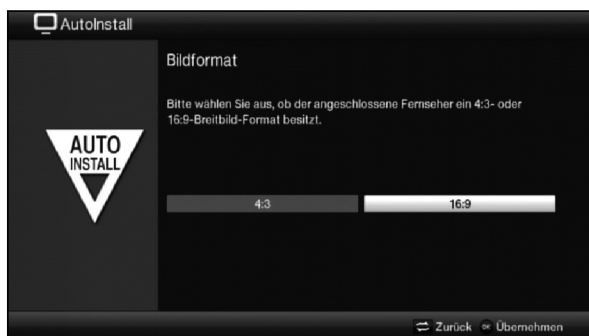 AutoInstall
Bildformat
Bitte wählen Sie aus, ob der angeschlossene Fernseher ein 4:3- oder
16:9-Breitbild-Format besitzt.
AUTO
INSTALL
4:3
16:9
Zurück OK Übernehmen